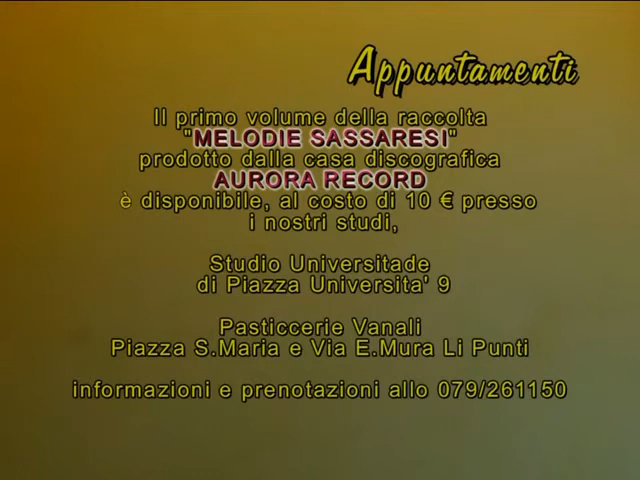 Appuntamenti
Il primo volume della raccolta
"MELODIE SASSARESI"
prodotto dalla casa discografica
AURORA RECORD
è disponibile, al costo di 10 € presso
i nostri studi,
Studio Universitade
di Piazza Universita' 9
Pasticcerie Vanali
Piazza S.Maria e Via E.Mura Li Punti
informazioni e prenotazioni allo 079/261150